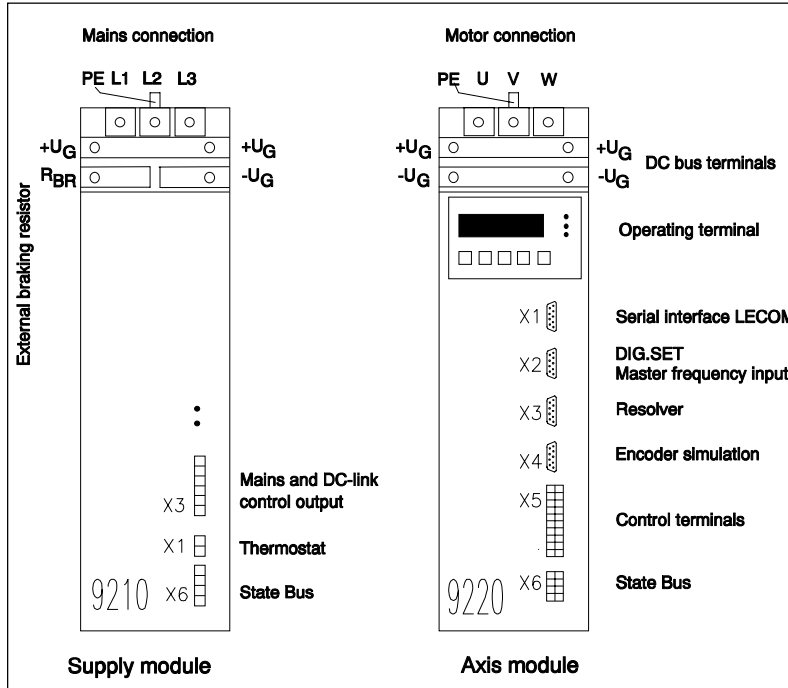 Mains connection
PE L1 L2 L3
+UG +UG
RBR -UG
External braking resistor
X3 Mains and DC-link
control output
X1 Thermostat
9210 X6 State Bus
Supply module
Motor connection
PE U V W
+UG +UG
-UG -UG
DC bus terminals
Operating terminal
X1 Serial interface LECOM
X2 DIG.SET
Master frequency input
X3 Resolver
X4 Encoder simulation
X5 Control terminals
9220 X6 State Bus
Axis module